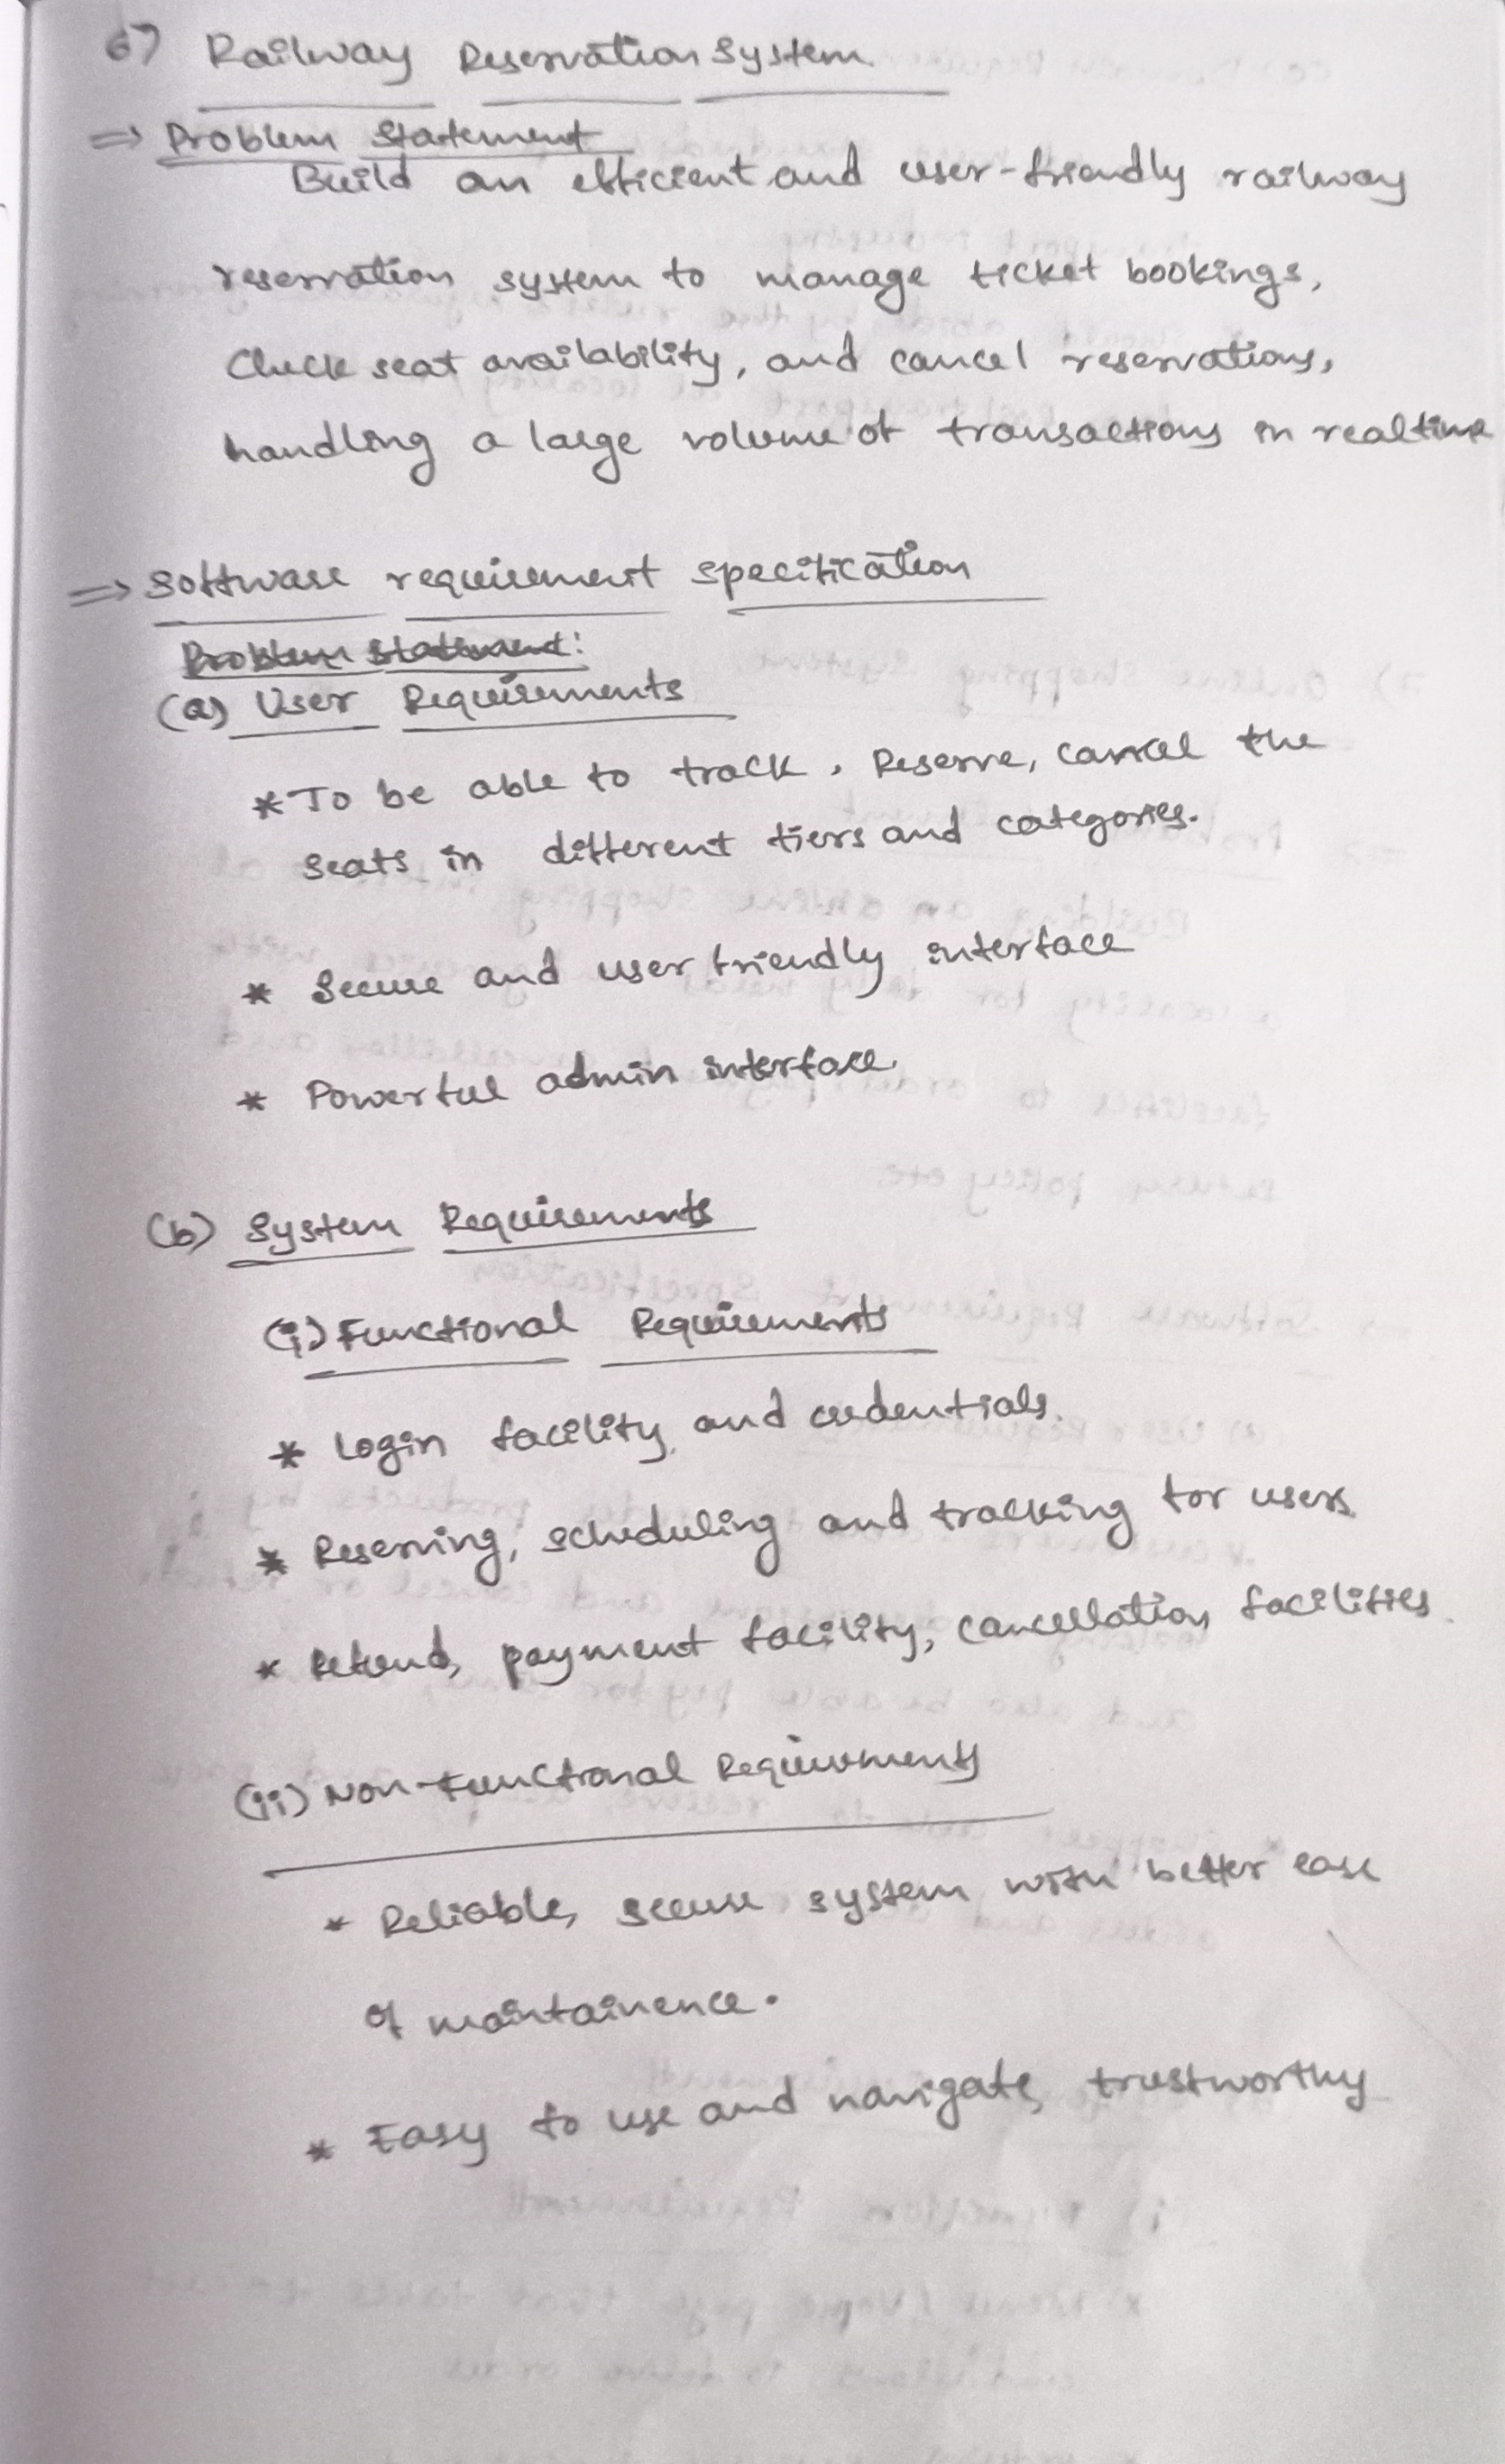 6) Railway Reservation System
=> Problem Statement
Build an efficient and user-friendly railway
reservation system to manage ticket bookings,
Check seat availability, and cancel reservations,
handling a large volume of transactions in realtime
=> Software requirement specification
Problem Statement:
(a) User Requirements
* To be able to track, Reserve, cancel the
seats in different tiers and categories.
* Secure and user friendly interface
* Powerful admin interface.
(b) System Requirements
(i) Functional Requirements
* Login facility, and credentials.
* Reserving, scheduling and tracking for users.
* Refund, payment facility, cancellation facilities.
(ii) Non-Functional Requirements
* Reliable, secure system with better ease
of maintainence.
* Easy to use and navigate, trustworthy